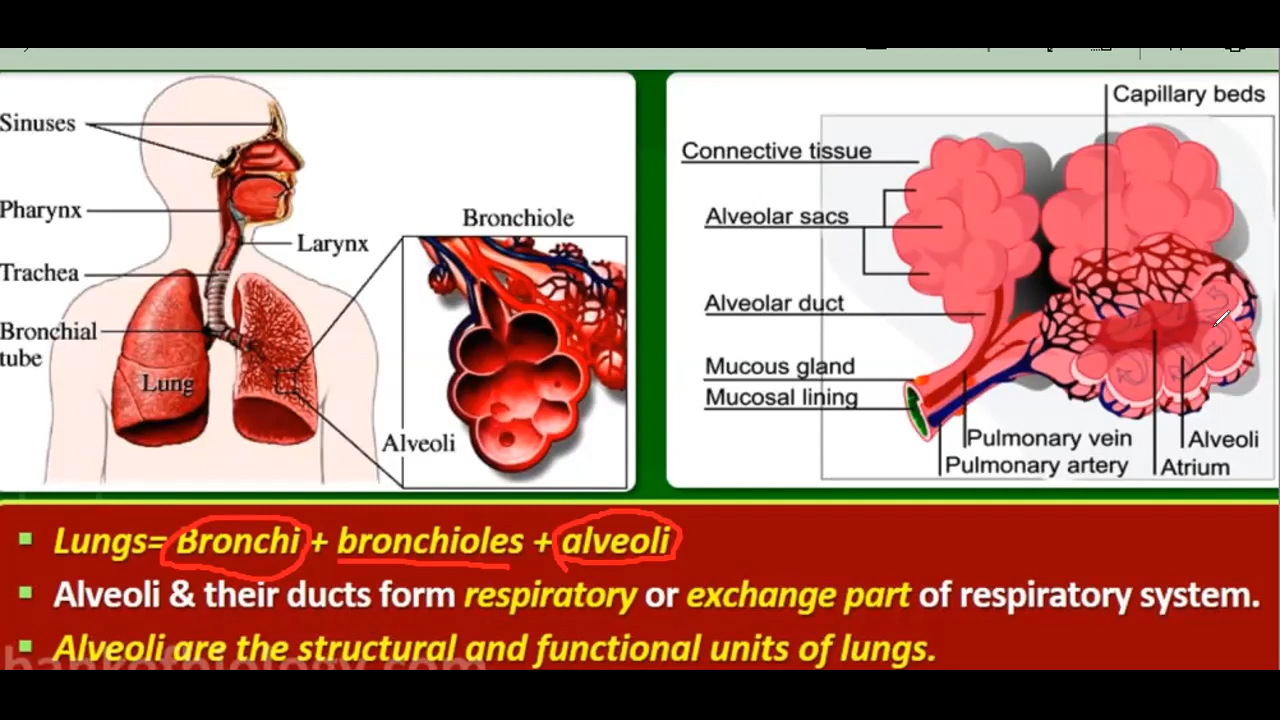 Sinuses
Pharynx
Larynx
Trachea
Bronchial
tube
Lung
Bronchiole
Alveoli
Capillary beds
Connective tissue
Alveolar sacs
Alveolar duct
Mucous gland
Mucosal lining
Pulmonary vein
Pulmonary artery
Alveoli
Atrium
Lungs= Bronchi + bronchioles + alveoli
Alveoli & their ducts form respiratory or exchange part of respiratory system.
Alveoli are the structural and functional units of lungs.